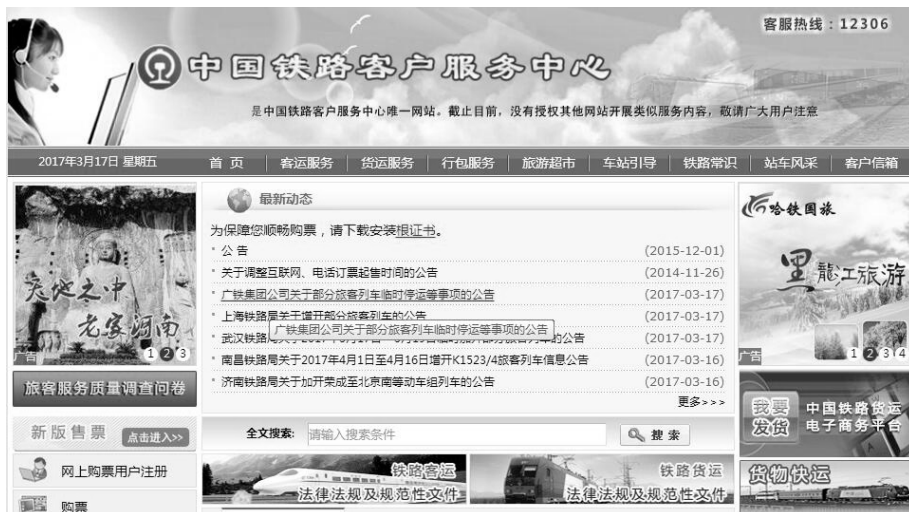 客服热线：12306
中国铁路客户服务中心
是中国铁路客户服务中心唯一网站。截止目前，没有授权其他网站开展类似服务内容，敬请广大用户注意
2017年3月17日 星期五 首 页 客运服务 货运服务 行包服务 旅游超市 车站引导 铁路常识 站车风采 客户信箱
天地之中
老家河南
广告
1 2 3
旅客服务质量调查问卷
新版售票 点击进入>>
网上购票用户注册
购票
最新动态
为保障您顺畅购票，请下载安装根证书。
公 告 (2015-12-01)
关于调整互联网、电话订票起售时间的公告 (2014-11-26)
广铁集团公司关于部分旅客列车临时停运等事项的公告 (2017-03-17)
上海铁路局关于增开部分旅客列车的公告 (2017-03-17)
广铁集团公司关于部分旅客列车临时停运等事项的公告
武汉铁路局 的公告 (2017-03-17)
南昌铁路局关于2017年4月1日至4月16日增开K1523/4旅客列车信息公告 (2017-03-16)
济南铁路局关于加开荣成至北京南等动车组列车的公告 (2017-03-16)
更多>>>
全文搜索: 请输入搜索条件 搜 索
铁路客运
法律法规及规范性文件
铁路货运
法律法规及规范性文件
哈铁国旅
黑龍江旅游
广告
1 2 3 4
我要发货
中国铁路货运
电子商务平台
货物快运